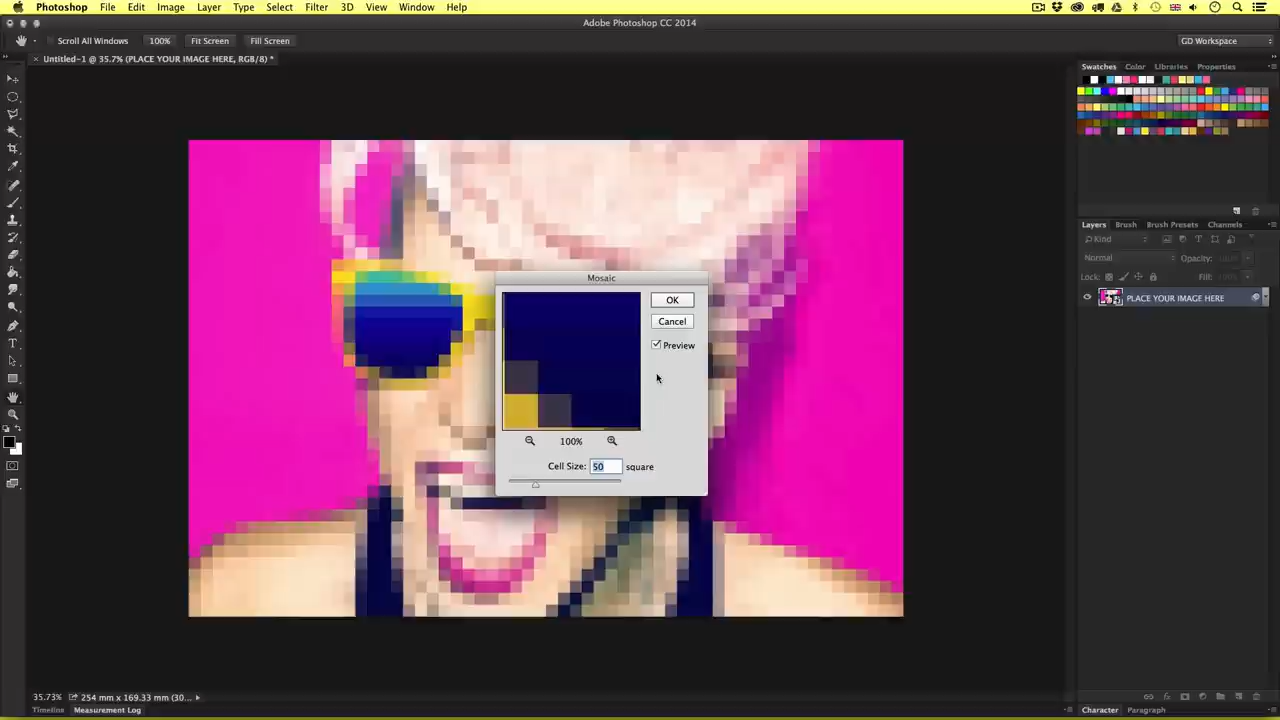 Photoshop File Edit Image Layer Type Select Filter 3D View Window Help
Adobe Photoshop CC 2014
Scroll All Windows 100% Fit Screen Fill Screen GD Workspace
Untitled-1 @ 35.7% (PLACE YOUR IMAGE HERE, RGB/8) *
Swatches Color Libraries Properties
Layers Brush Brush Presets Channels
Kind
Normal Opacity: 100%
Lock: Fill: 100%
PLACE YOUR IMAGE HERE
Mosaic
OK
Cancel
Preview
100%
Cell Size: 50 square
35.73% 254 mm x 169.33 mm (30...
Timeline Measurement Log
Character Paragraph